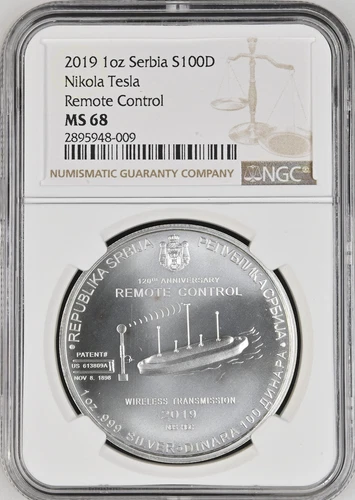 2019 1oz Serbia S100D
Nikola Tesla
Remote Control
MS 68
2895948-009
NUMISMATIC GUARANTY COMPANY NGC
REPUBLIKA SRBIJA РЕПУБЛИКА СРБИЈА
120TH ANNIVERSARY
REMOTE CONTROL
PATENT#
US 613809A
NOV 8, 1898
WIRELESS TRANSMISSION
2019
1 oz .999 SILVER•DINARA 100 ДИНАРА